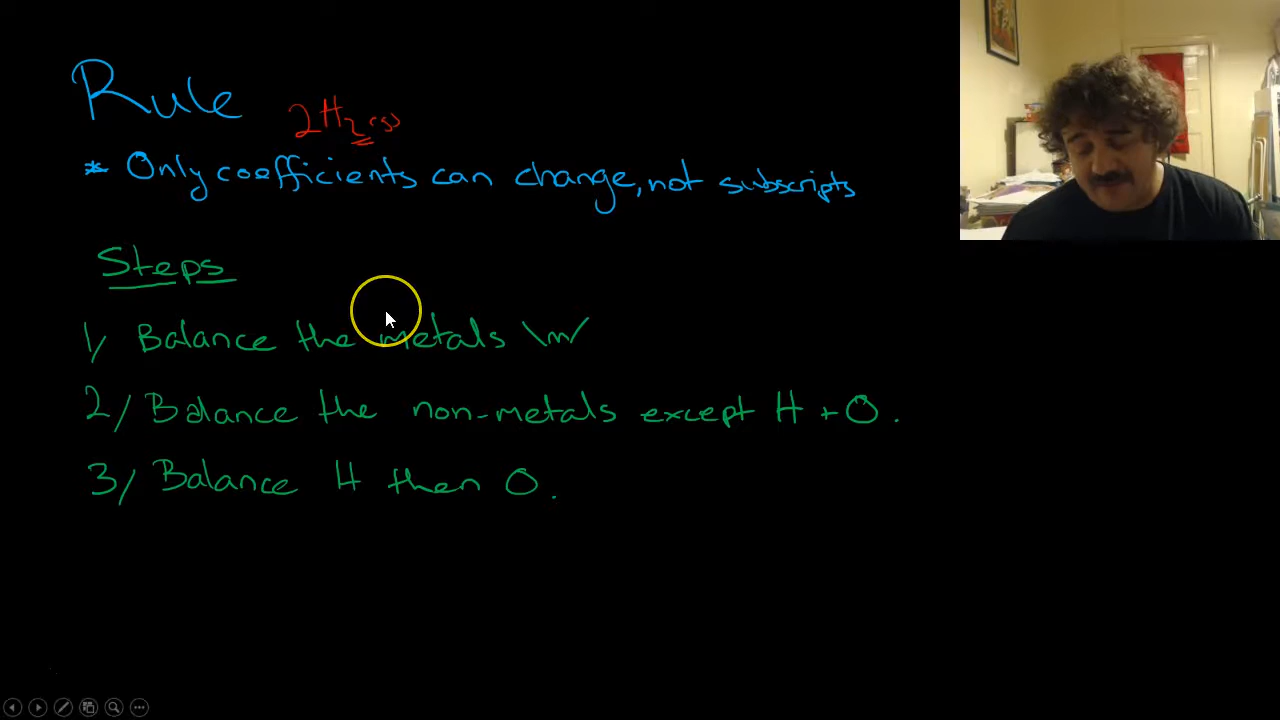 Rule
2H₂(g)
* Only coefficients can change, not subscripts
Steps
1/ Balance the metals \m/
2/ Balance the non-metals except H + O.
3/ Balance H then O.